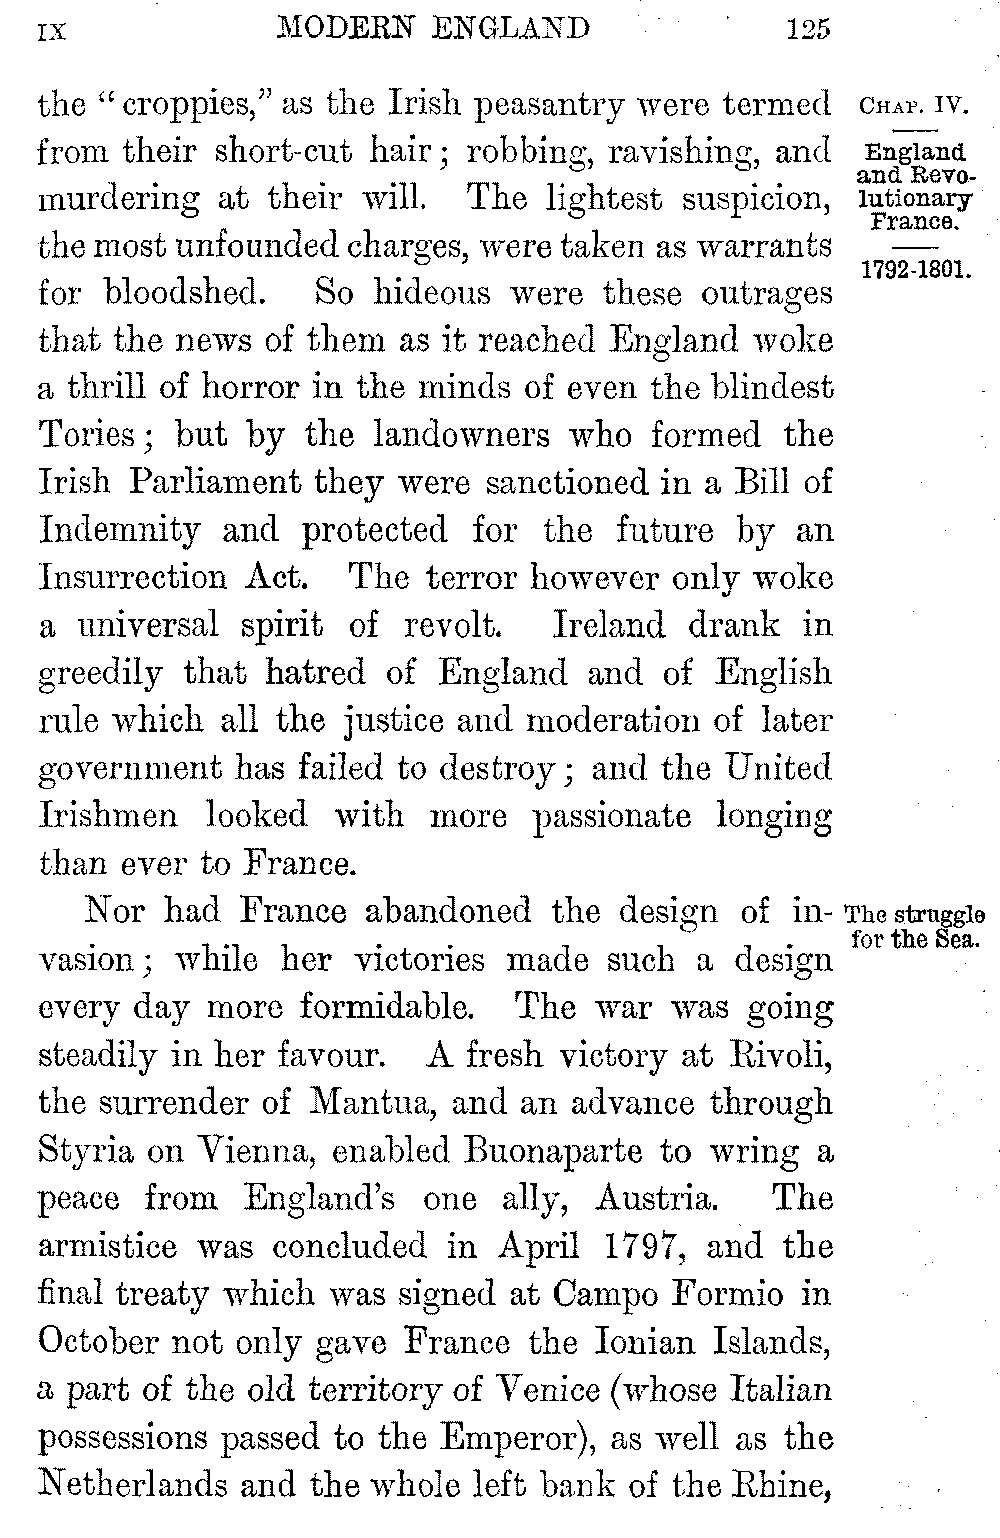 IX MODERN ENGLAND 125
the “croppies,” as the Irish peasantry were termed
from their short-cut hair; robbing, ravishing, and
murdering at their will. The lightest suspicion,
the most unfounded charges, were taken as warrants
for bloodshed. So hideous were these outrages
that the news of them as it reached England woke
a thrill of horror in the minds of even the blindest
Tories; but by the landowners who formed the
Irish Parliament they were sanctioned in a Bill of
Indemnity and protected for the future by an
Insurrection Act. The terror however only woke
a universal spirit of revolt. Ireland drank in
greedily that hatred of England and of English
rule which all the justice and moderation of later
government has failed to destroy; and the United
Irishmen looked with more passionate longing
than ever to France.
Nor had France abandoned the design of in-
vasion; while her victories made such a design
every day more formidable. The war was going
steadily in her favour. A fresh victory at Rivoli,
the surrender of Mantua, and an advance through
Styria on Vienna, enabled Buonaparte to wring a
peace from England's one ally, Austria. The
armistice was concluded in April 1797, and the
final treaty which was signed at Campo Formio in
October not only gave France the Ionian Islands,
a part of the old territory of Venice (whose Italian
possessions passed to the Emperor), as well as the
Netherlands and the whole left bank of the Rhine,
CHAP. IV.
England
and Revo-
lutionary
France.
1792-1801.
The struggle
for the Sea.